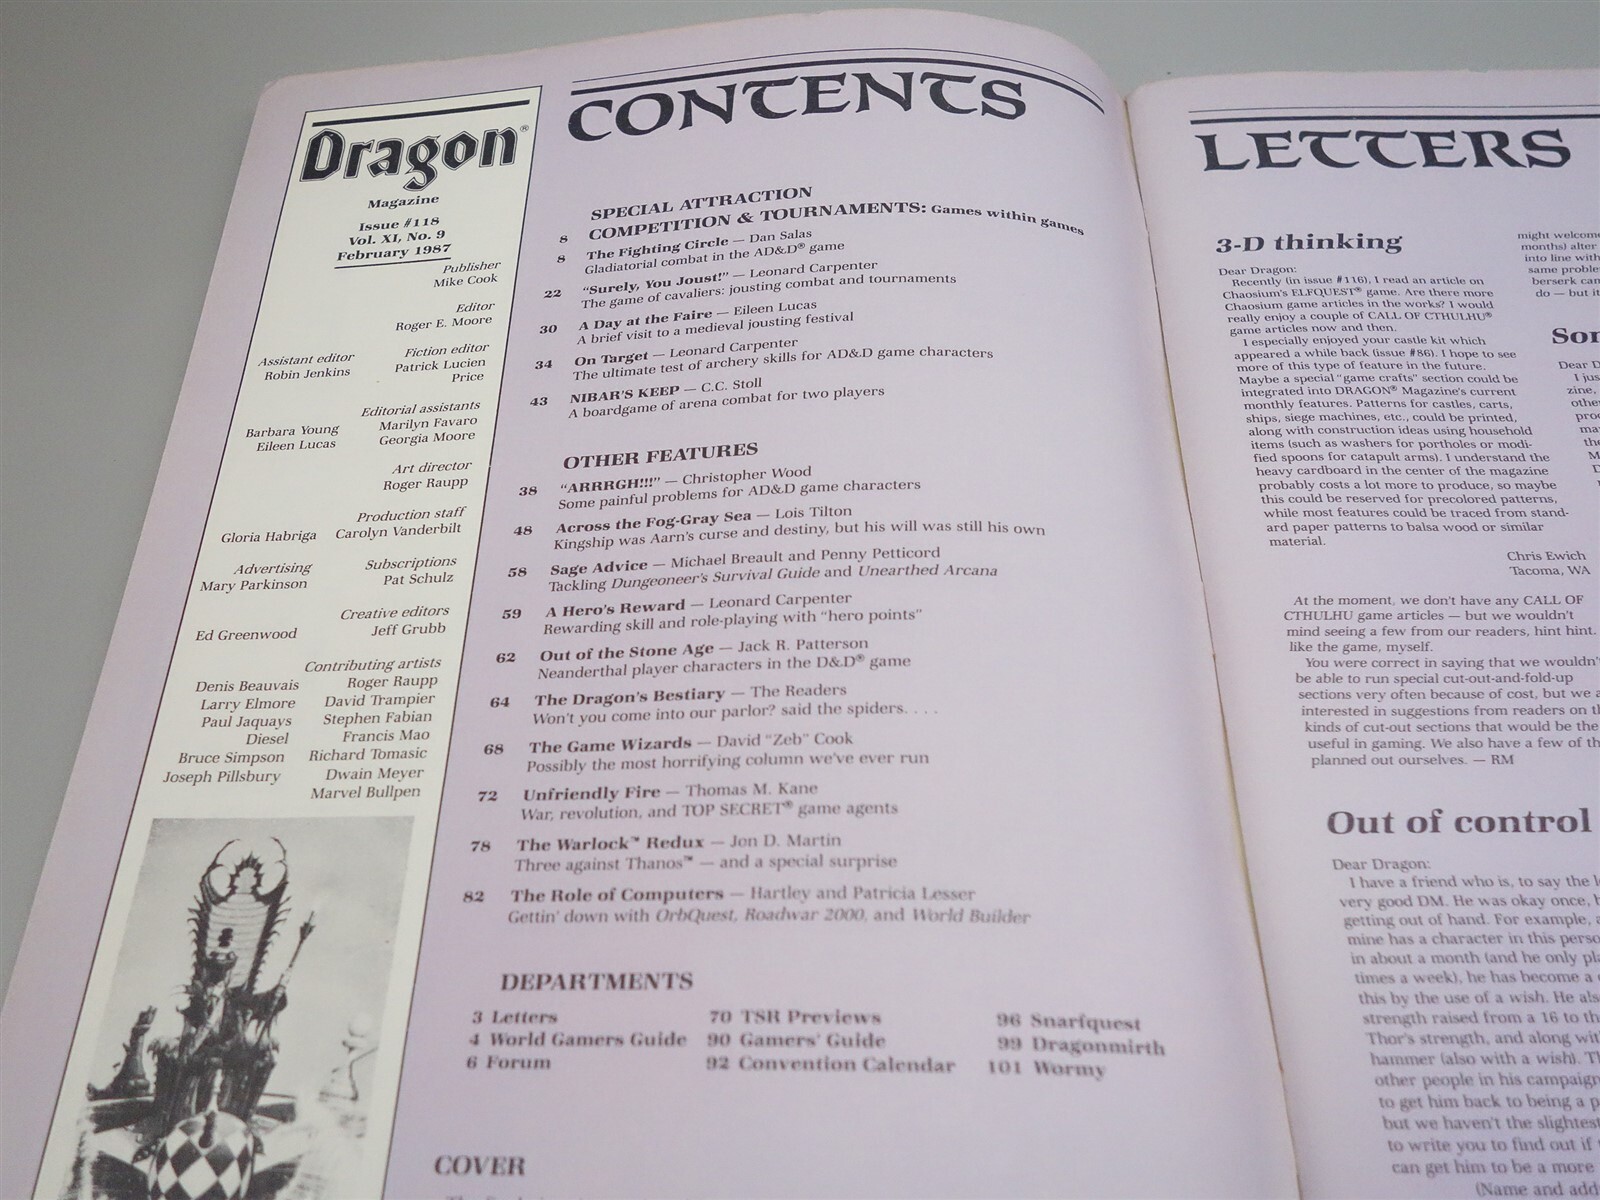 Dragon®
Magazine
Issue #118
Vol. XI, No. 9
February 1987
Publisher
Mike Cook
Editor
Roger E. Moore
Assistant editor
Robin Jenkins
Fiction editor
Patrick Lucien
Price
Editorial assistants
Barbara Young Marilyn Favaro
Eileen Lucas Georgia Moore
Art director
Roger Raupp
Production staff
Gloria Habriga Carolyn Vanderbilt
Advertising
Mary Parkinson
Subscriptions
Pat Schulz
Creative editors
Ed Greenwood Jeff Grubb
Contributing artists
Denis Beauvais Roger Raupp
Larry Elmore David Trampier
Paul Jaquays Stephen Fabian
Diesel Francis Mao
Bruce Simpson Richard Tomasic
Joseph Pillsbury Dwain Meyer
Marvel Bullpen
CONTENTS
SPECIAL ATTRACTION
8 COMPETITION & TOURNAMENTS: Games within games
8 The Fighting Circle — Dan Salas
Gladiatorial combat in the AD&D® game
22 “Surely, You Joust!” — Leonard Carpenter
The game of cavaliers: jousting combat and tournaments
30 A Day at the Faire — Eileen Lucas
A brief visit to a medieval jousting festival
34 On Target — Leonard Carpenter
The ultimate test of archery skills for AD&D game characters
43 NIBAR'S KEEP — C.C. Stoll
A boardgame of arena combat for two players
OTHER FEATURES
38 “ARRRGH!!!” — Christopher Wood
Some painful problems for AD&D game characters
48 Across the Fog-Gray Sea — Lois Tilton
Kingship was Aarn's curse and destiny, but his will was still his own
58 Sage Advice — Michael Breault and Penny Petticord
Tackling Dungeoneer's Survival Guide and Unearthed Arcana
59 A Hero's Reward — Leonard Carpenter
Rewarding skill and role-playing with “hero points”
62 Out of the Stone Age — Jack R. Patterson
Neanderthal player characters in the D&D® game
64 The Dragon's Bestiary — The Readers
Won't you come into our parlor? said the spiders. . . .
68 The Game Wizards — David “Zeb” Cook
Possibly the most horrifying column we've ever run
72 Unfriendly Fire — Thomas M. Kane
War, revolution, and TOP SECRET® game agents
78 The Warlock™ Redux — Jon D. Martin
Three against Thanos™ — and a special surprise
82 The Role of Computers — Hartley and Patricia Lesser
Gettin' down with OrbQuest, Roadwar 2000, and World Builder
DEPARTMENTS
3 Letters 70 TSR Previews 96 Snarfquest
4 World Gamers Guide 90 Gamers' Guide 99 Dragonmirth
6 Forum 92 Convention Calendar 101 Wormy
COVER
LETTERS
3-D thinking
Dear Dragon:
Recently (in issue #116), I read an article on
Chaosium's ELFQUEST® game. Are there more
Chaosium game articles in the works? I would
really enjoy a couple of CALL OF CTHULHU®
game articles now and then.
I especially enjoyed your castle kit which
appeared a while back (issue #86). I hope to see
more of this type of feature in the future.
Maybe a special “game crafts” section could be
integrated into DRAGON® Magazine's current
monthly features. Patterns for castles, carts,
ships, siege machines, etc., could be printed,
along with construction ideas using household
items (such as washers for portholes or modi-
fied spoons for catapult arms). I understand the
heavy cardboard in the center of the magazine
probably costs a lot more to produce, so maybe
this could be reserved for precolored patterns,
while most features could be traced from stand-
ard paper patterns to balsa wood or similar
material.
Chris Ewich
Tacoma, WA
At the moment, we don't have any CALL OF
CTHULHU game articles — but we wouldn't
mind seeing a few from our readers, hint hint.
like the game, myself.
You were correct in saying that we wouldn't
be able to run special cut-out-and-fold-up
sections very often because of cost, but we a
interested in suggestions from readers on th
kinds of cut-out sections that would be the
useful in gaming. We also have a few of th
planned out ourselves. — RM
Out of control
Dear Dragon:
I have a friend who is, to say the l
very good DM. He was okay once, b
getting out of hand. For example, a
mine has a character in this perso
in about a month (and he only pla
times a week), he has become a
this by the use of a wish. He als
strength raised from a 16 to th
Thor's strength, and along wit
hammer (also with a wish). Th
other people in his campaign
to get him back to being a p
but we haven't the slightes
to write you to find out if
can get him to be a more
(Name and add
might welcome
months) alter
into line with
same proble
berserk can
do — but it
Son
Dear D
I jus
zine,
othe
pro
ma
the
M
D